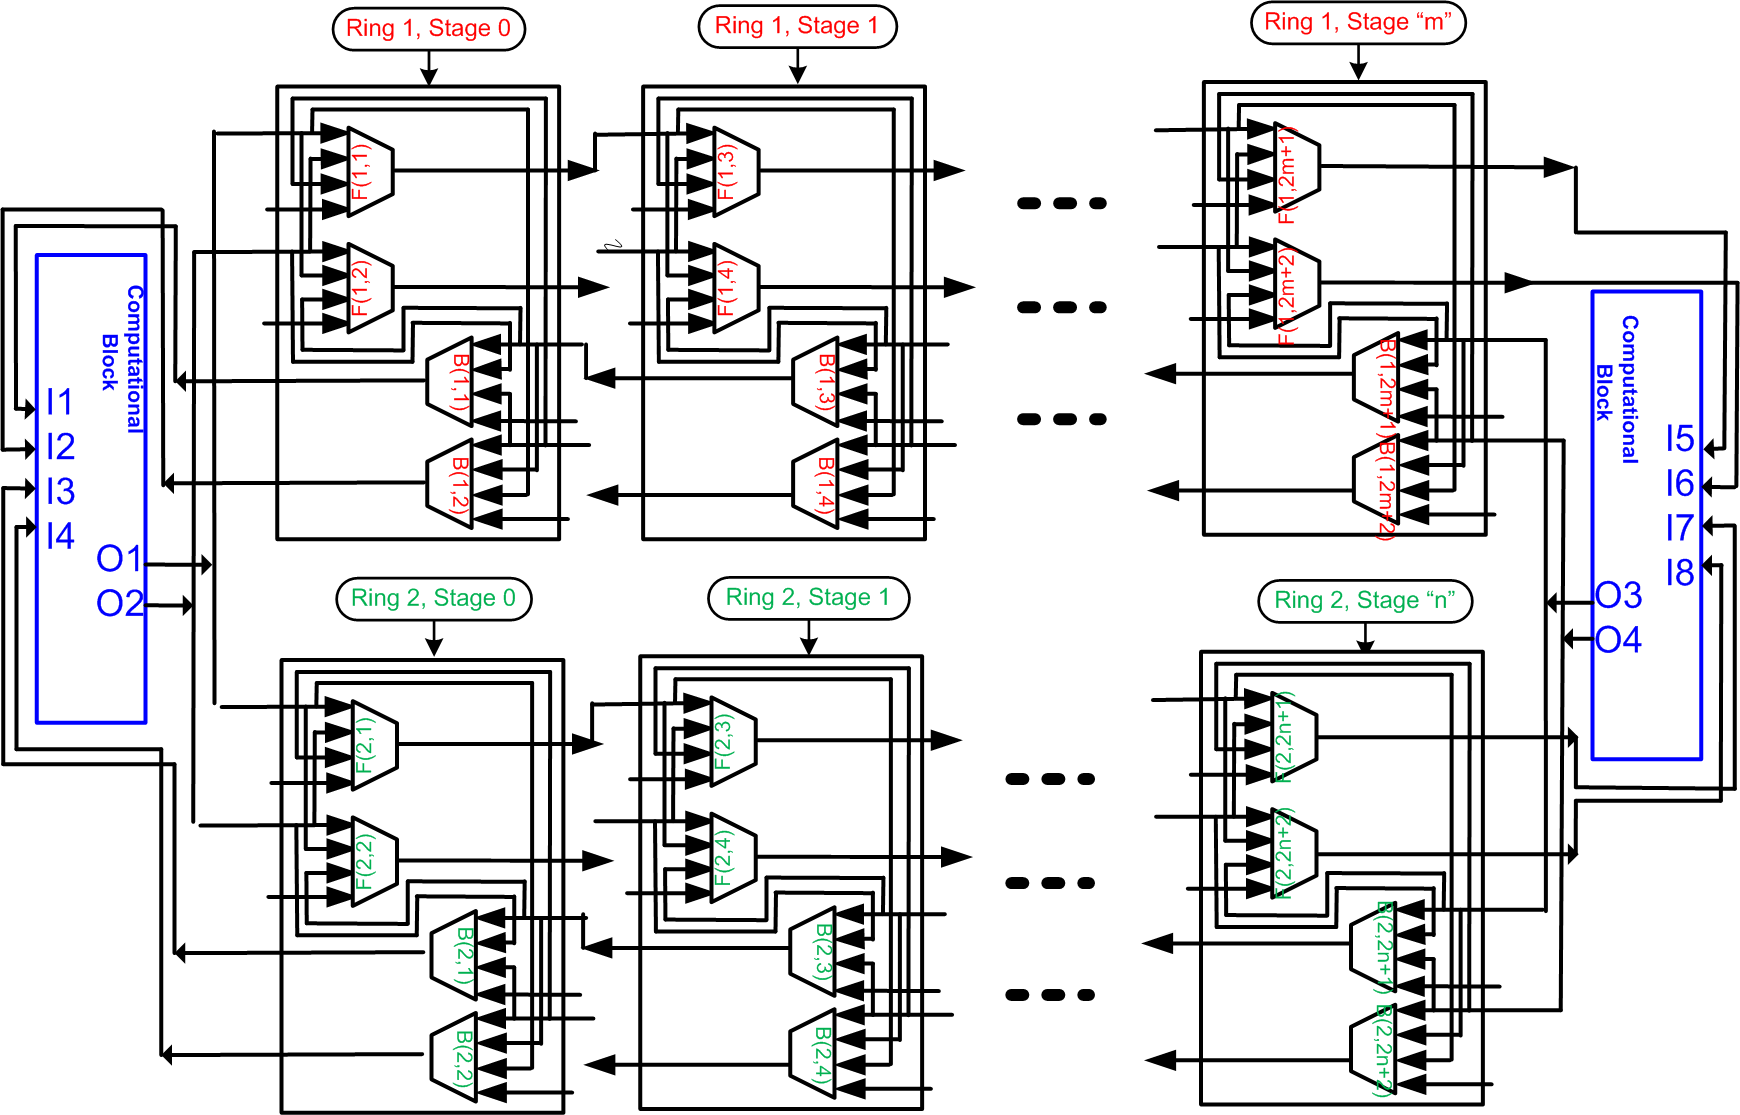 Ring 1, Stage 0
Ring 1, Stage 1
Ring 1, Stage “m”
F(1,1)
F(1,2)
B(1,1)
B(1,2)
F(1,3)
F(1,4)
B(1,3)
B(1,4)
F(1,2m+1)
F(1,2m+2)
B(1,2m+1)
B(1,2m+2)
Computational
Block
I1
I2
I3
I4
O1
O2
Computational
Block
I5
I6
I7
I8
O3
O4
Ring 2, Stage 0
Ring 2, Stage 1
Ring 2, Stage “n”
F(2,1)
F(2,2)
B(2,1)
B(2,2)
F(2,3)
F(2,4)
B(2,3)
B(2,4)
F(2,2n+1)
F(2,2n+2)
B(2,2n+1)
B(2,2n+2)